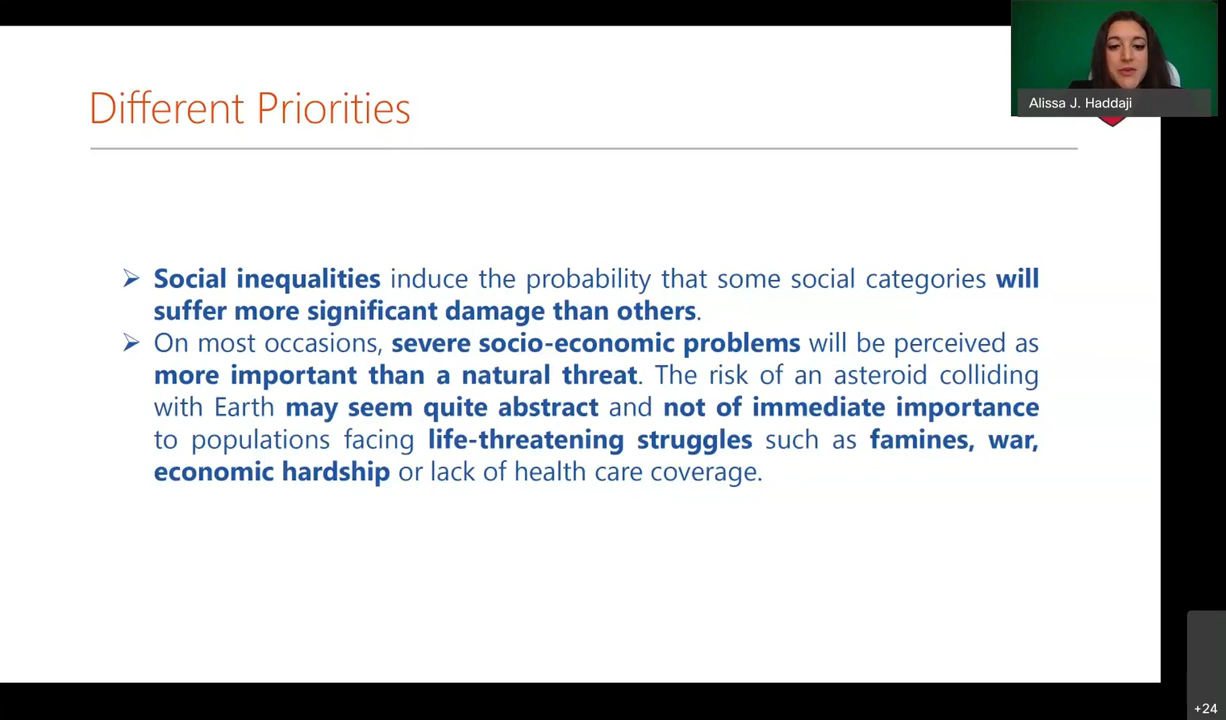 Alissa J. Haddaji
Different Priorities
Social inequalities induce the probability that some social categories will
suffer more significant damage than others.
On most occasions, severe socio-economic problems will be perceived as
more important than a natural threat. The risk of an asteroid colliding
with Earth may seem quite abstract and not of immediate importance
to populations facing life-threatening struggles such as famines, war,
economic hardship or lack of health care coverage.
+24